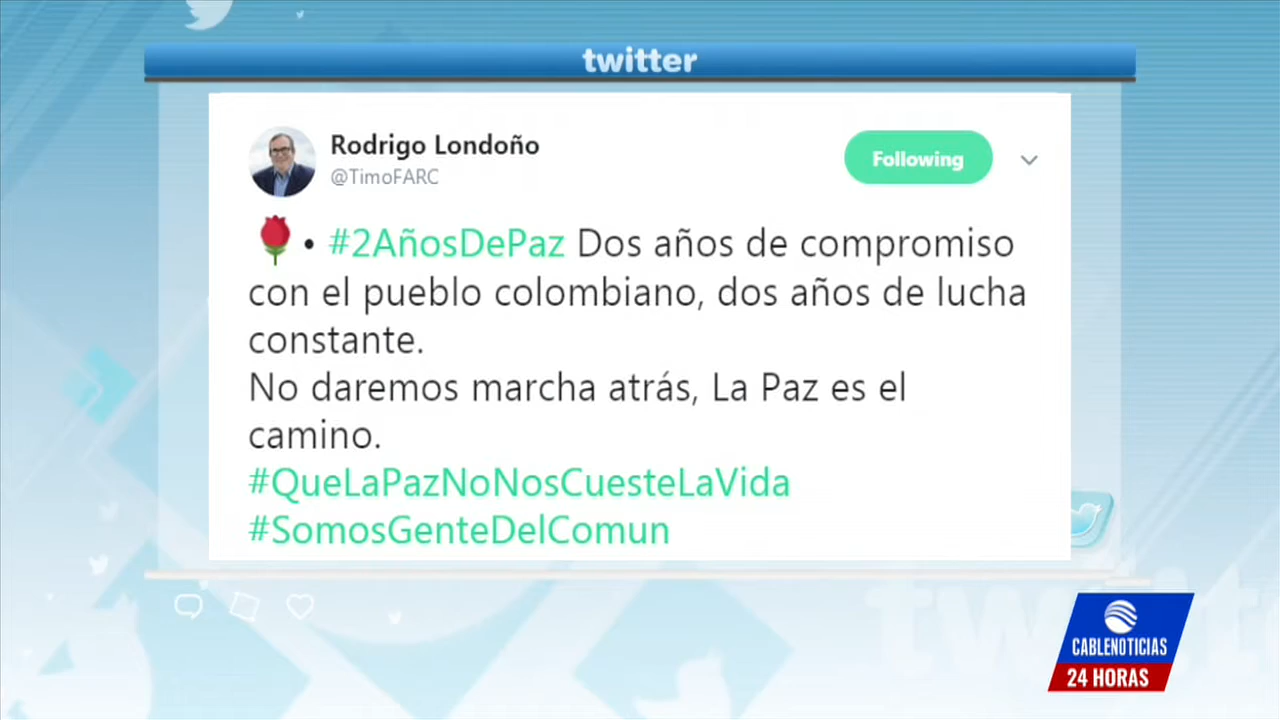 twitter
Rodrigo Londoño
@TimoFARC
Following
🌹• #2AñosDePaz Dos años de compromiso
con el pueblo colombiano, dos años de lucha
constante.
No daremos marcha atrás, La Paz es el
camino.
#QueLaPazNoNosCuesteLaVida
#SomosGenteDelComun
CABLENOTICIAS
24 HORAS